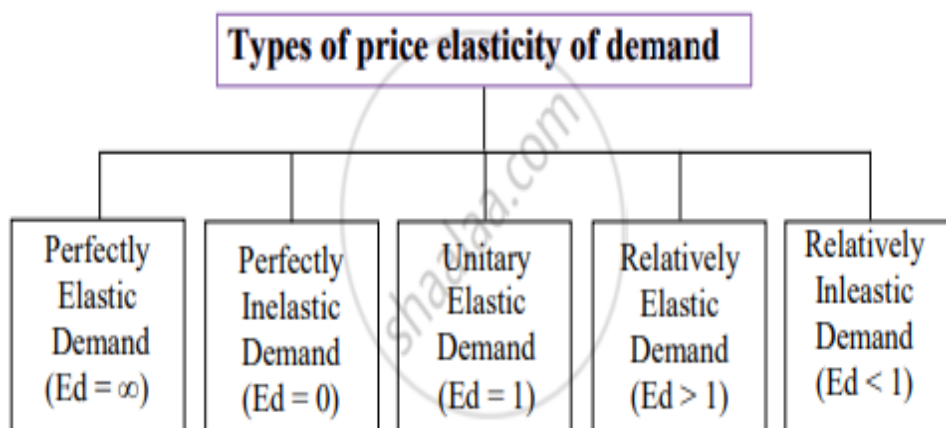 Types of price elasticity of demand
shaalaa.com
Perfectly
Elastic
Demand
(Ed = ∞)
Perfectly
Inelastic
Demand
(Ed = 0)
Unitary
Elastic
Demand
(Ed = 1)
Relatively
Elastic
Demand
(Ed > 1)
Relatively
Inleastic
Demand
(Ed < 1)